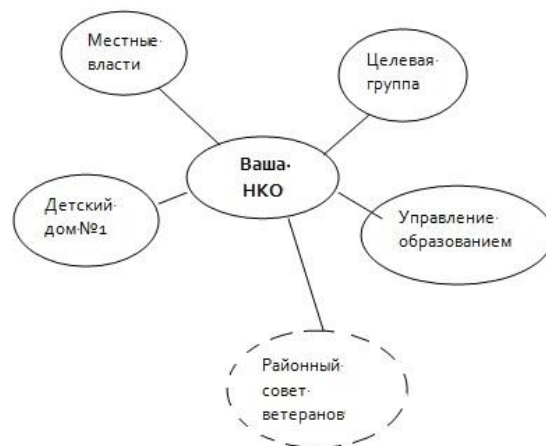 Местные
власти
Целевая
группа
Ваша
НКО
Детский
дом №1
Управление
образованием
Районный
совет
ветеранов